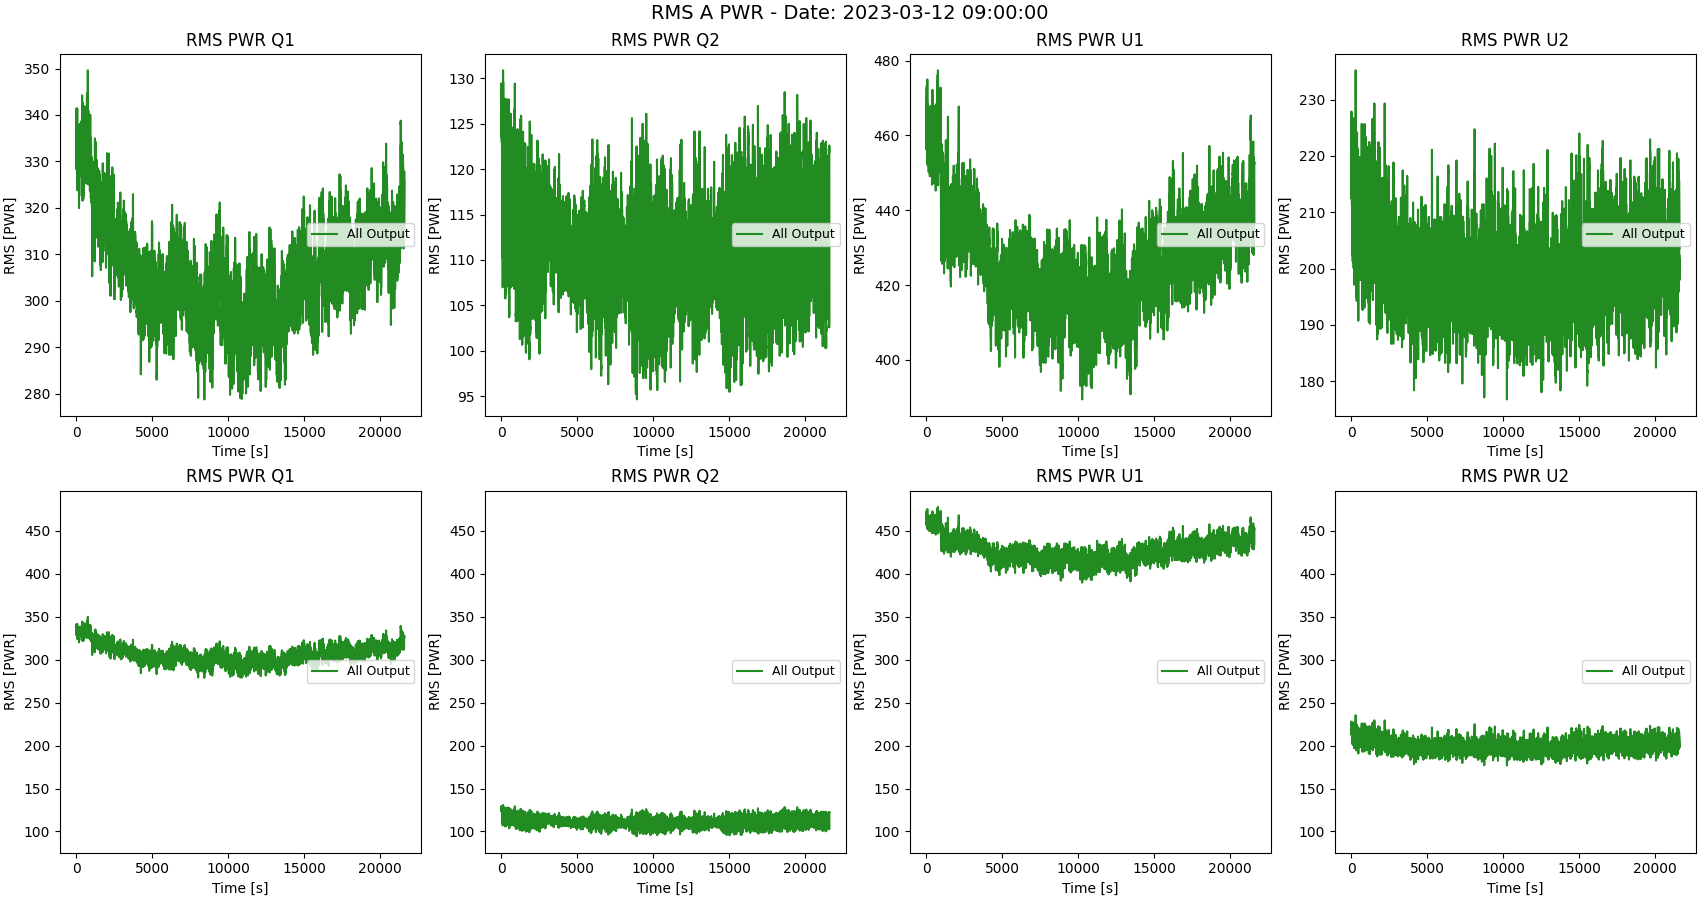 RMS A PWR - Date: 2023-03-12 09:00:00
RMS PWR Q1
RMS [PWR]
350
340
330
320
310
300
290
280
0 5000 10000 15000 20000
Time [s]
All Output
RMS PWR Q2
RMS [PWR]
130
125
120
115
110
105
100
95
0 5000 10000 15000 20000
Time [s]
All Output
RMS PWR U1
RMS [PWR]
480
460
440
420
400
0 5000 10000 15000 20000
Time [s]
All Output
RMS PWR U2
RMS [PWR]
230
220
210
200
190
180
0 5000 10000 15000 20000
Time [s]
All Output
RMS PWR Q1
RMS [PWR]
450
400
350
300
250
200
150
100
0 5000 10000 15000 20000
Time [s]
All Output
RMS PWR Q2
RMS [PWR]
450
400
350
300
250
200
150
100
0 5000 10000 15000 20000
Time [s]
All Output
RMS PWR U1
RMS [PWR]
450
400
350
300
250
200
150
100
0 5000 10000 15000 20000
Time [s]
All Output
RMS PWR U2
RMS [PWR]
450
400
350
300
250
200
150
100
0 5000 10000 15000 20000
Time [s]
All Output